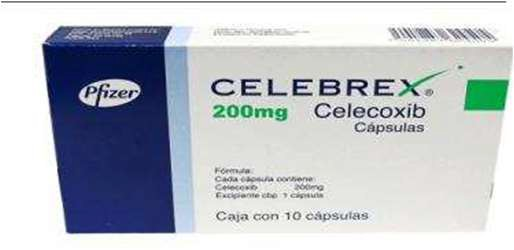 Pfizer
CELEBREX®
200mg Celecoxib
Cápsulas
Fórmula:
Cada cápsula contiene:
Celecoxib 200mg
Excipiente cbp 1 cápsula
Caja con 10 cápsulas